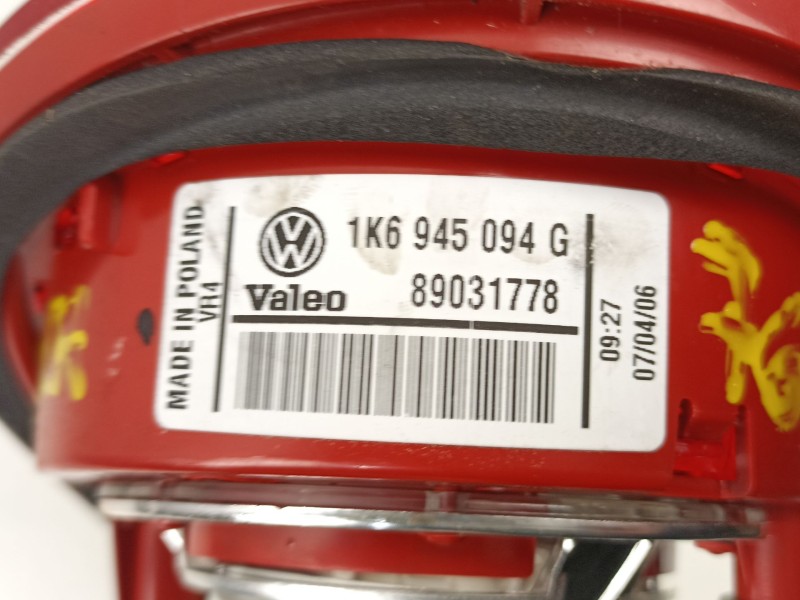 MADE IN POLAND
VR4
1K6 945 094 G
Valeo 89031778
09:27
07/04/06